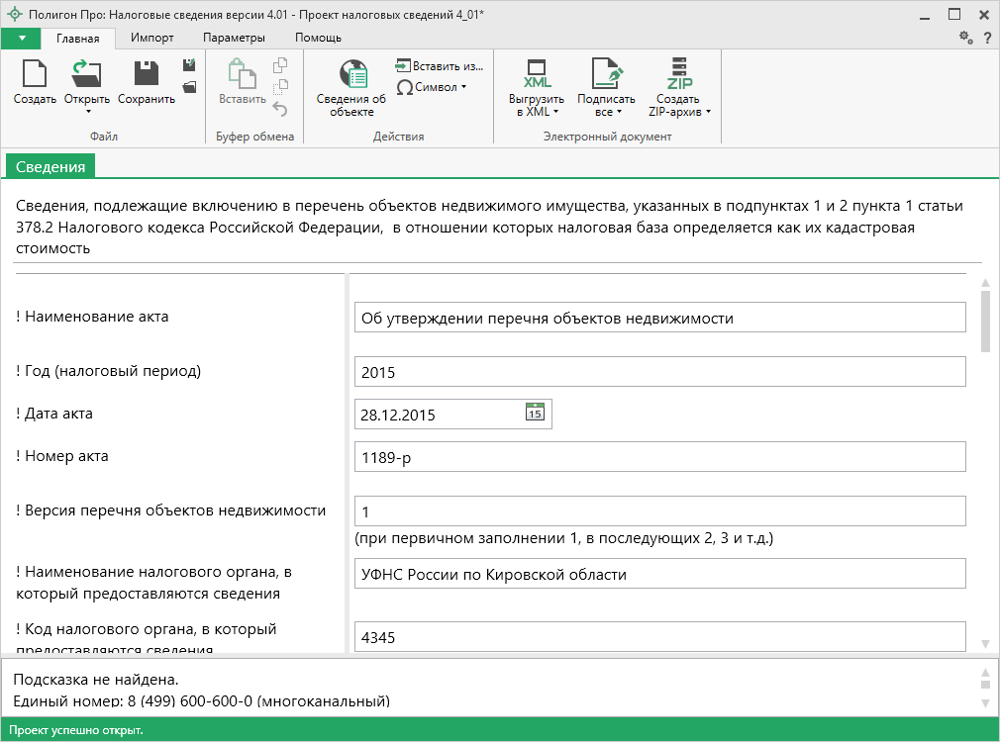 Полигон Про: Налоговые сведения версии 4.01 - Проект налоговых сведений 4_01*
Главная Импорт Параметры Помощь
?
Создать Открыть Сохранить
Файл
Вставить
Буфер обмена
Сведения об
объекте
Вставить из...
Символ
Действия
XML
Выгрузить
в XML
Подписать
все
ZIP
Создать
ZIP-архив
Электронный документ
Сведения
Сведения, подлежащие включению в перечень объектов недвижимого имущества, указанных в подпунктах 1 и 2 пункта 1 статьи
378.2 Налогового кодекса Российской Федерации, в отношении которых налоговая база определяется как их кадастровая
стоимость
! Наименование акта
Об утверждении перечня объектов недвижимости
! Год (налоговый период)
2015
! Дата акта
28.12.2015
15
! Номер акта
1189-р
! Версия перечня объектов недвижимости
1
(при первичном заполнении 1, в последующих 2, 3 и т.д.)
! Наименование налогового органа, в
который предоставляются сведения
УФНС России по Кировской области
! Код налогового органа, в который
предоставляются сведения
4345
Подсказка не найдена.
Единый номер: 8 (499) 600-600-0 (многоканальный)
Проект успешно открыт.